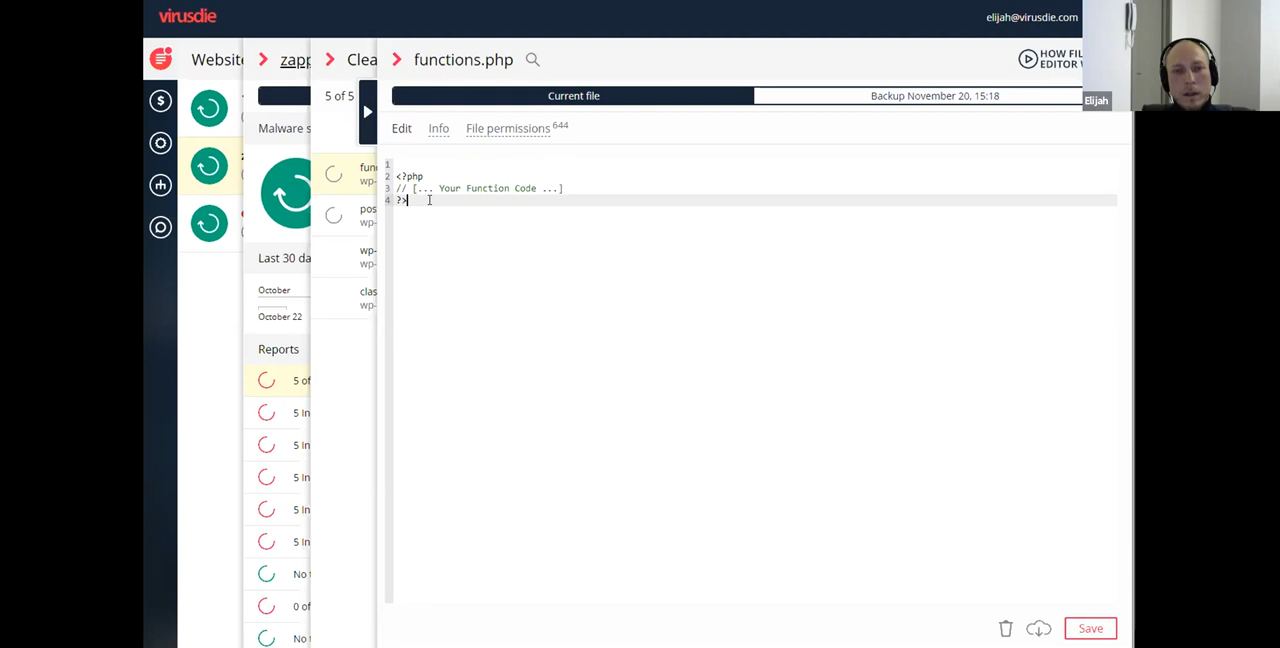 virusdie
elijah@virusdie.com
Website
zapp
Clea
functions.php
HOW FIL
EDITOR
5 of 5
Current file
Backup November 20, 15:18
Elijah
Malware s
Edit
Info
File permissions 644
1
2 <?php
3 // [... Your Function Code ...]
4 ?>
fun
wp-
pos
wp-
wp-
wp-
clas
wp-
Last 30 da
October
October 22
Reports
5 of
5 In
5 In
5 In
5 In
5 In
No
0 of
No
Save